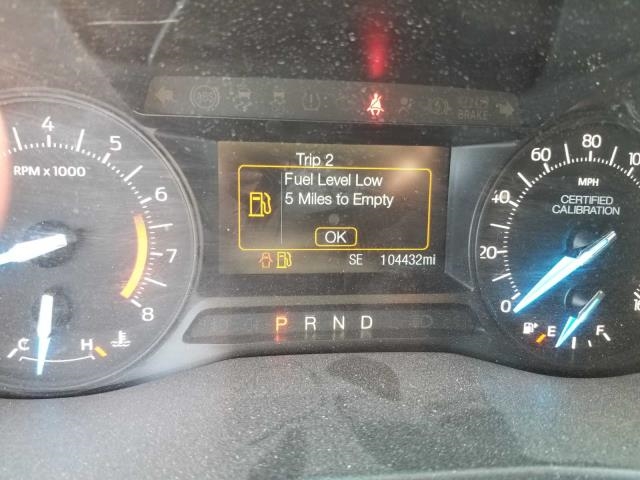 BRAKE
Trip 2
Fuel Level Low
5 Miles to Empty
OK
SE 104432mi
P R N D
4 5 6 7 8
RPM x 1000
C H
0 20 40 60 80
MPH
CERTIFIED
CALIBRATION
E F